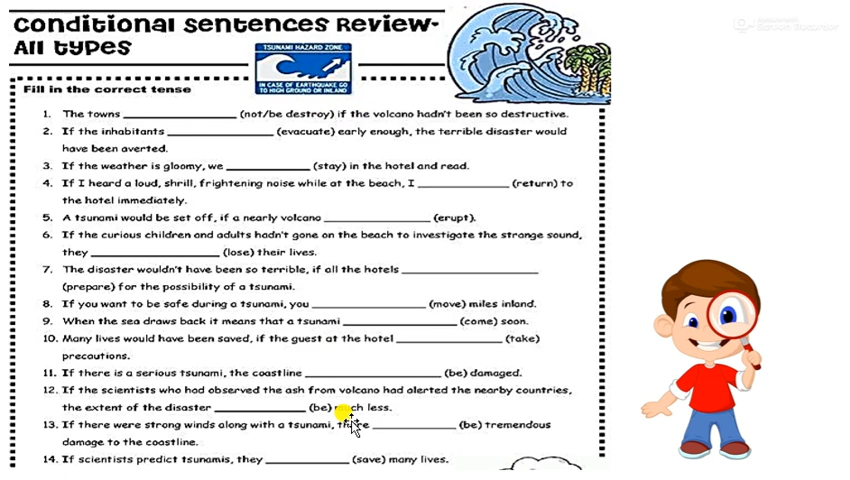 Conditional Sentences Review-
All types
TSUNAMI HAZARD ZONE
IN CASE OF EARTHQUAKE GO
TO HIGH GROUND OR INLAND
Fill in the correct tense
1. The towns ____________________ (not/be destroy) if the volcano hadn't been so destructive.
2. If the inhabitants ____________________ (evacuate) early enough, the terrible disaster would
have been averted.
3. If the weather is gloomy, we _______________ (stay) in the hotel and read.
4. If I heard a loud, shrill, frightening noise while at the beach, I ________________ (return) to
the hotel immediately.
5. A tsunami would be set off, if a nearly volcano ____________________ (erupt).
6. If the curious children and adults hadn't gone on the beach to investigate the strange sound,
they ______________________ (lose) their lives.
7. The disaster wouldn't have been so terrible, if all the hotels ________________________
(prepare) for the possibility of a tsunami.
8. If you want to be safe during a tsunami, you ____________________ (move) miles inland.
9. When the sea draws back it means that a tsunami ____________________ (come) soon.
10. Many lives would have been saved, if the guest at the hotel ___________________ (take)
precautions.
11. If there is a serious tsunami, the coastline ________________________ (be) damaged.
12. If the scientists who had observed the ash from volcano had alerted the nearby countries,
the extent of the disaster ________________ (be) much less.
13. If there were strong winds along with a tsunami, there _______________ (be) tremendous
damage to the coastline.
14. If scientists predict tsunamis, they _______________ (save) many lives.